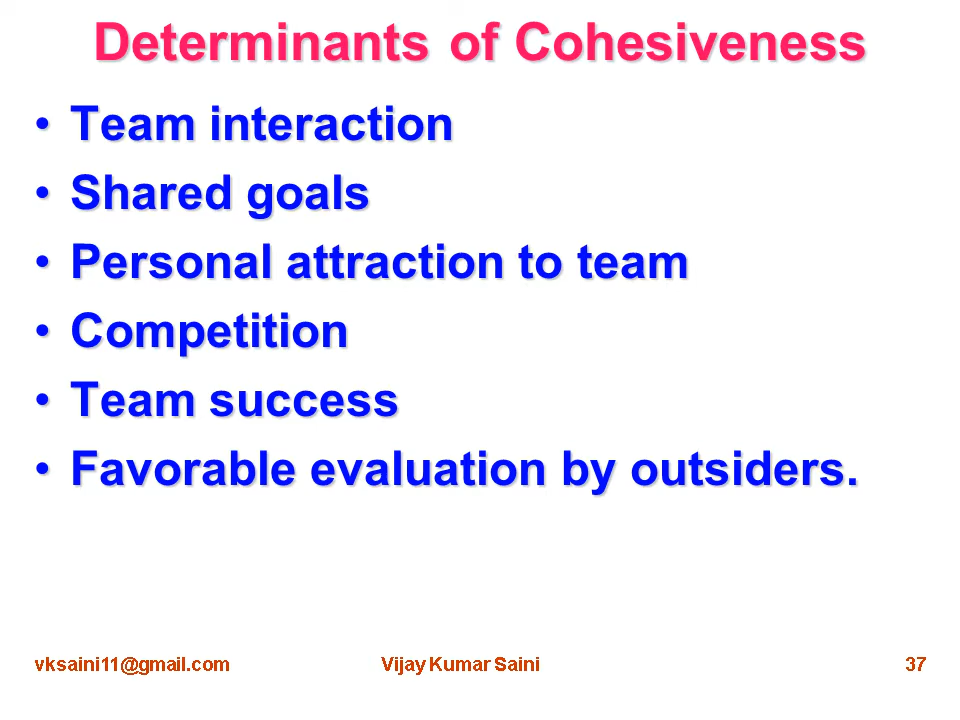 Determinants of Cohesiveness
• Team interaction
• Shared goals
• Personal attraction to team
• Competition
• Team success
• Favorable evaluation by outsiders.
vksaini11@gmail.com Vijay Kumar Saini 37